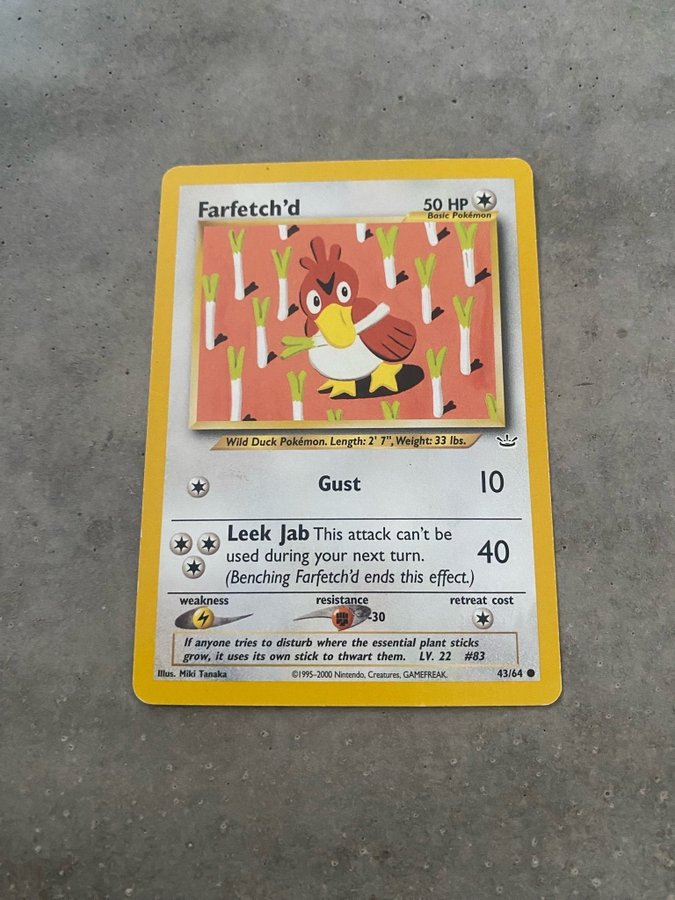 Farfetch'd 50 HP
Basic Pokémon
Wild Duck Pokémon. Length: 2' 7", Weight: 33 lbs.
Gust 10
Leek Jab This attack can't be
used during your next turn. 40
(Benching Farfetch'd ends this effect.)
weakness resistance retreat cost
-30
If anyone tries to disturb where the essential plant sticks
grow, it uses its own stick to thwart them. LV. 22 #83
Illus. Miki Tanaka ©1995-2000 Nintendo, Creatures, GAMEFREAK. 43/64